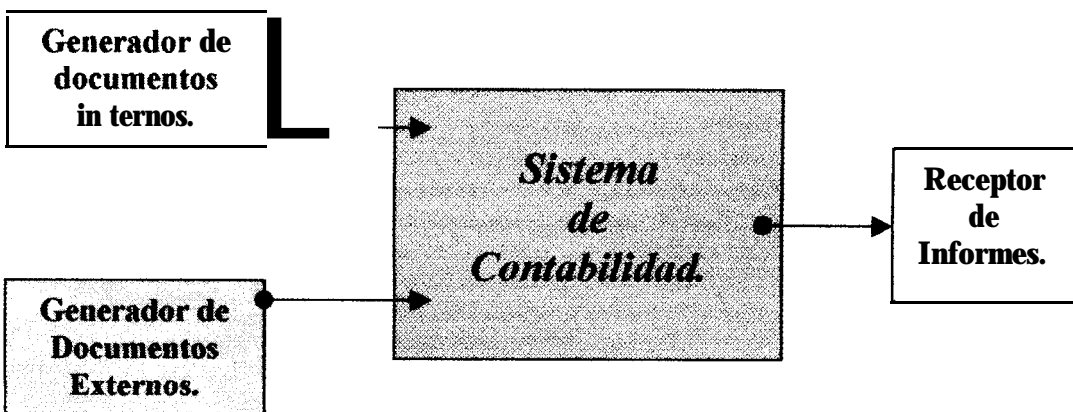 Generador de
documentos
in ternos.
Sistema
de
Contabilidad.
Receptor
de
Informes.
Generador de
Documentos
Externos.